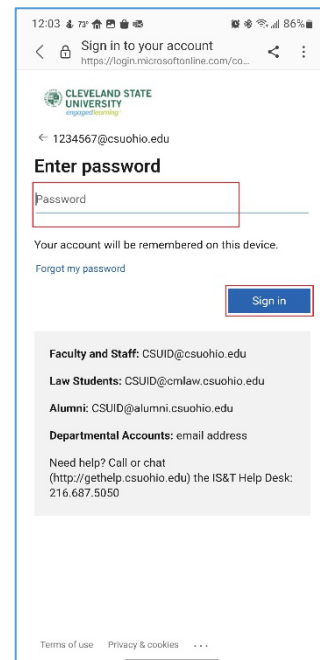 12:03 73° 86%
Sign in to your account
https://login.microsoftonline.com/co...
CLEVELAND STATE
UNIVERSITY
engagedlearning
← 1234567@csuohio.edu
Enter password
Password
Your account will be remembered on this device.
Forgot my password
Sign in
Faculty and Staff: CSUID@csuohio.edu
Law Students: CSUID@cmlaw.csuohio.edu
Alumni: CSUID@alumni.csuohio.edu
Departmental Accounts: email address
Need help? Call or chat
(http://gethelp.csuohio.edu) the IS&T Help Desk:
216.687.5050
Terms of use Privacy & cookies ...